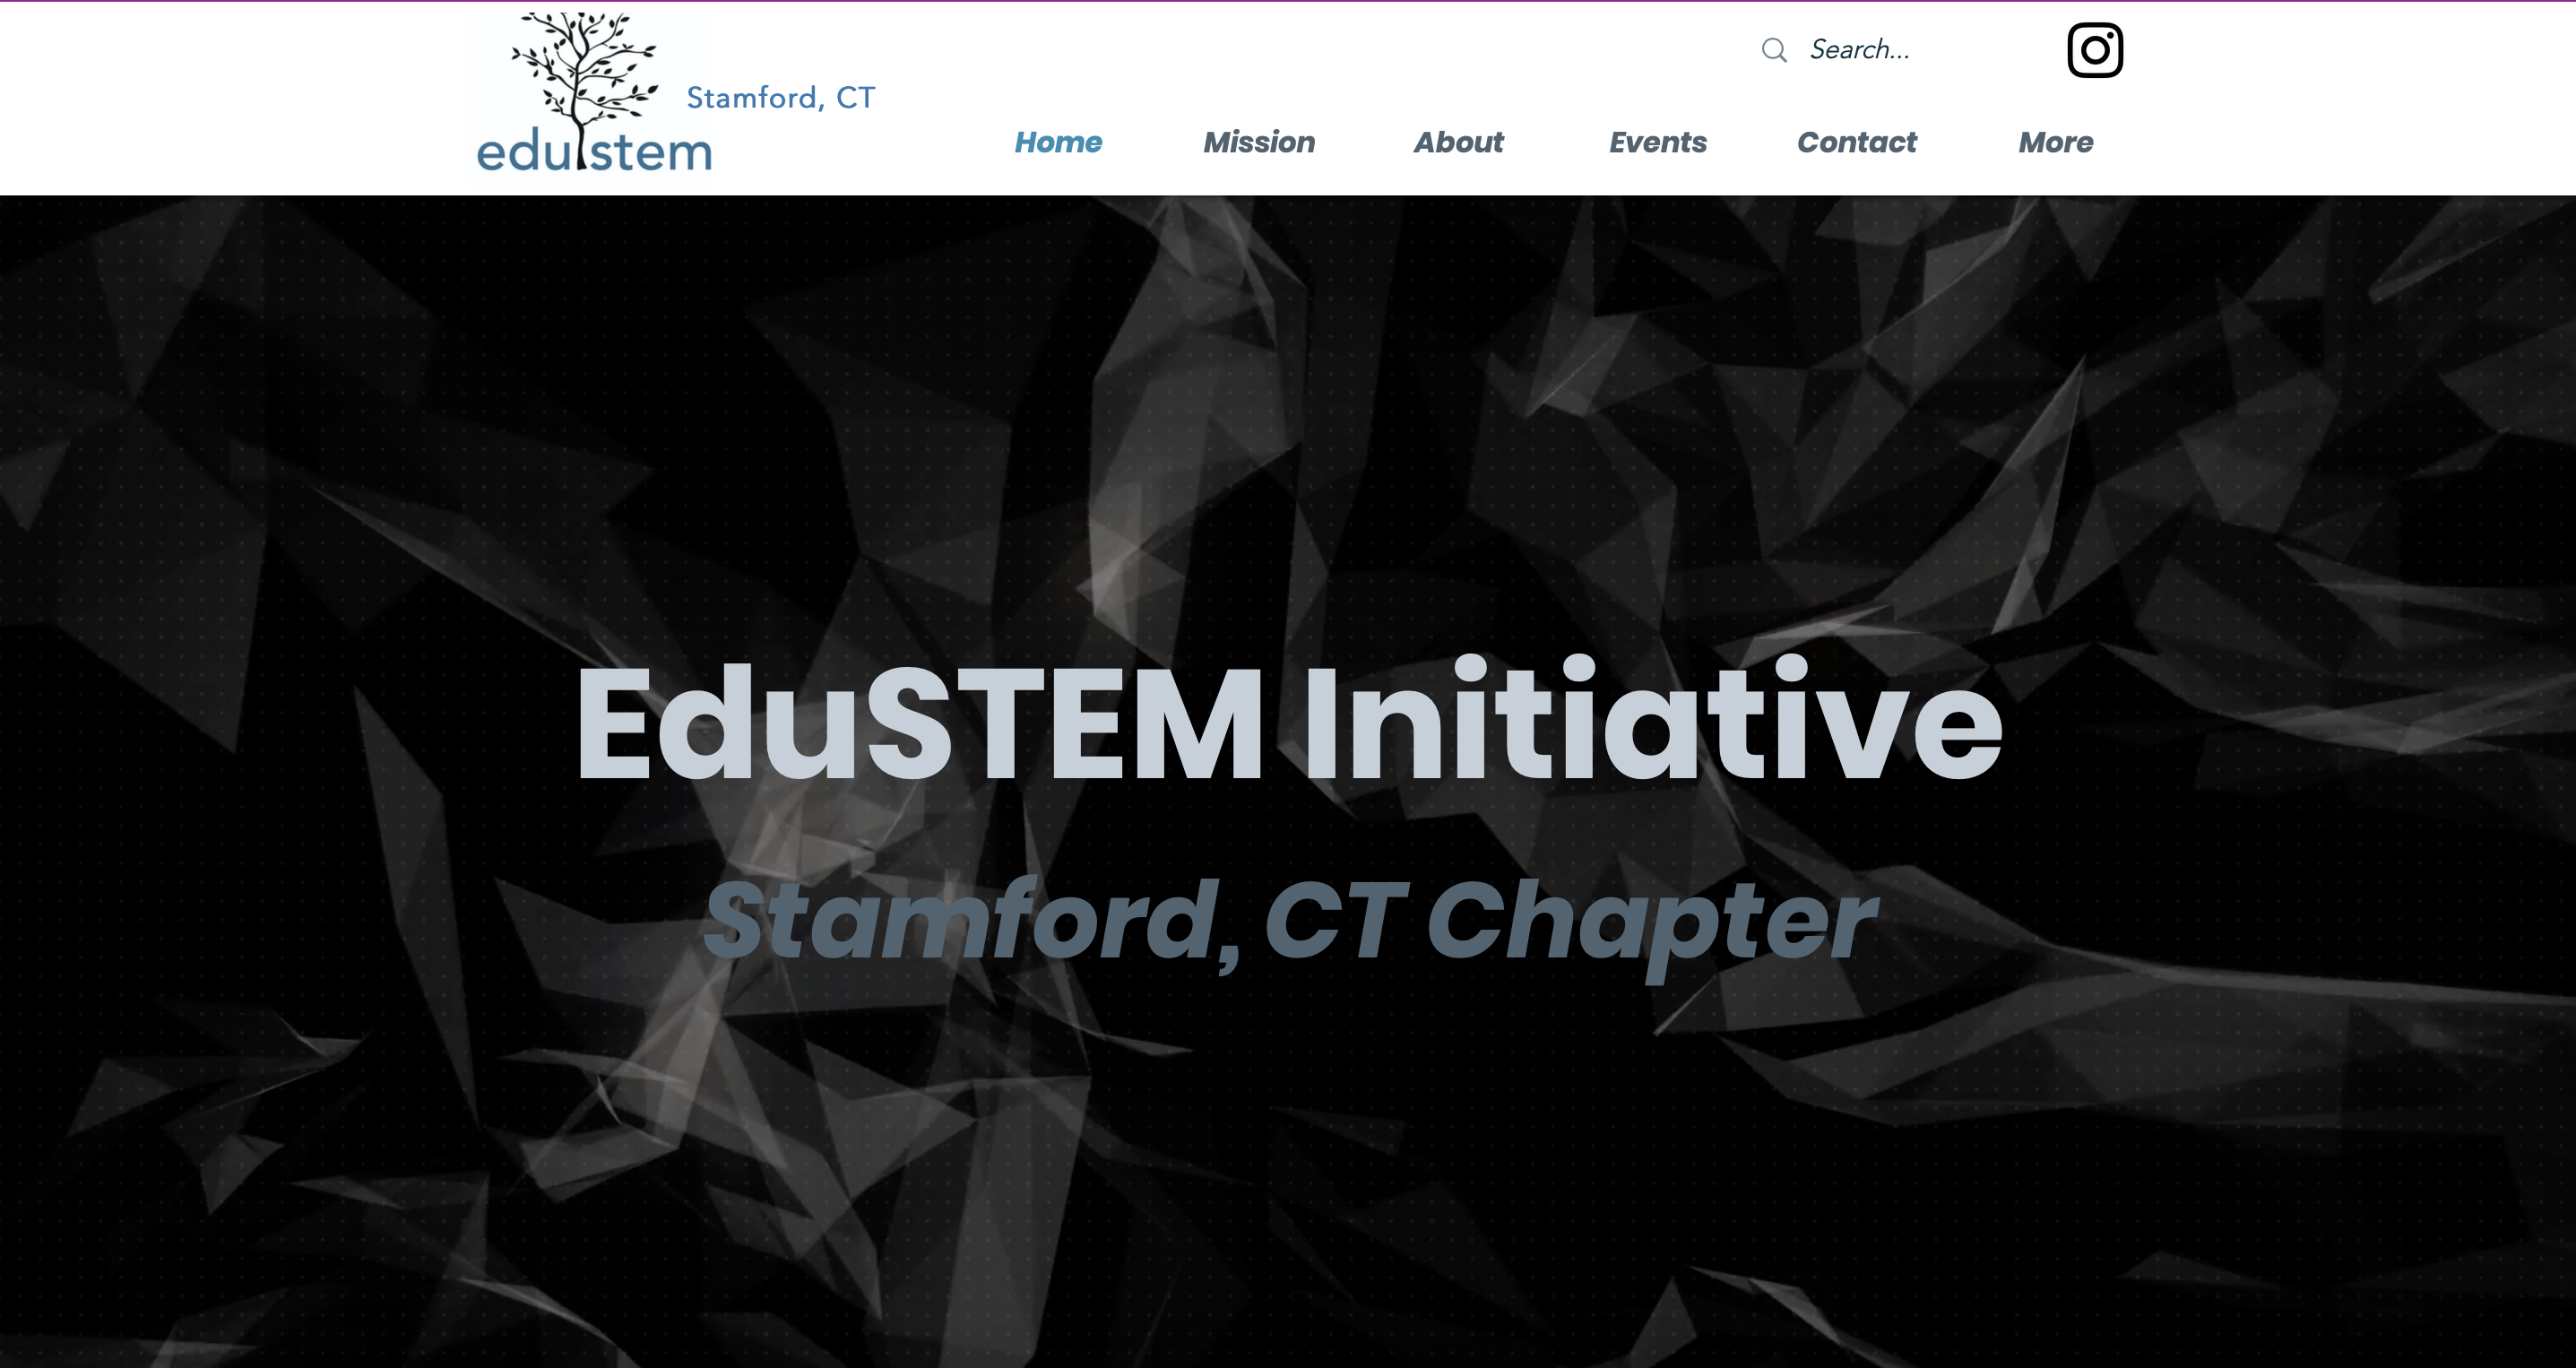 Search...
Stamford, CT
edustem
Home Mission About Events Contact More
EduSTEM Initiative
Stamford, CT Chapter